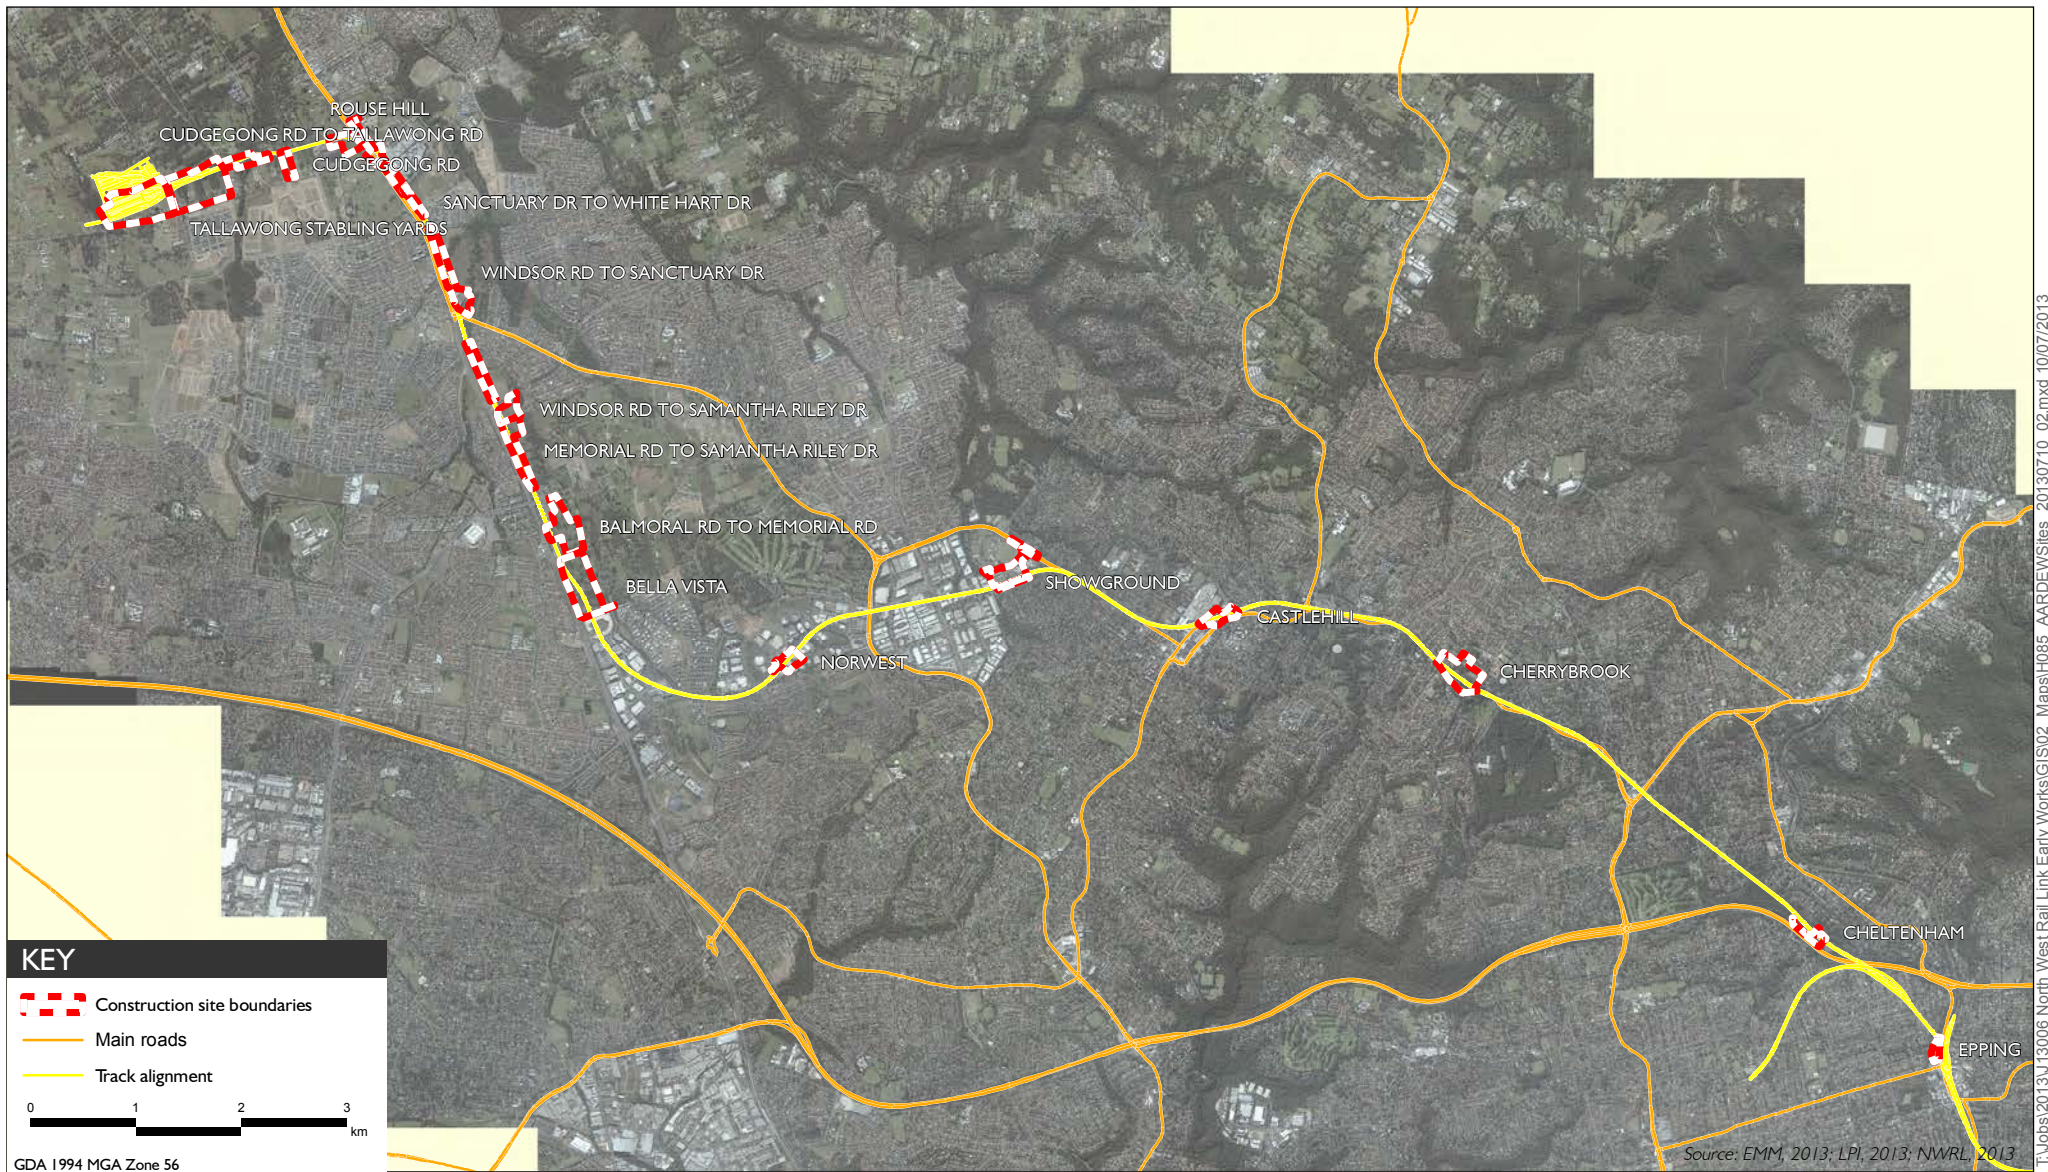 ROUSE HILL
CUDGEGONG RD TO TALLAWONG RD
CUDGEGONG RD
SANCTUARY DR TO WHITE HART DR
TALLAWONG STABLING YARDS
WINDSOR RD TO SANCTUARY DR
WINDSOR RD TO SAMANTHA RILEY DR
MEMORIAL RD TO SAMANTHA RILEY DR
BALMORAL RD TO MEMORIAL RD
BELLA VISTA
SHOWGROUND
CASTLEHILL
NORWEST
CHERRYBROOK
CHELTENHAM
EPPING
KEY
Construction site boundaries
Main roads
Track alignment
0 1 2 3
km
GDA 1994 MGA Zone 56
Source: EMM, 2013; LPI, 2013; NWRL, 2013
T:\Jobs\2013\J13006 North West Rail Link Early Works\GIS\02_Maps\H085_AARDEWSites_20130710_02.mxd 10/07/2013